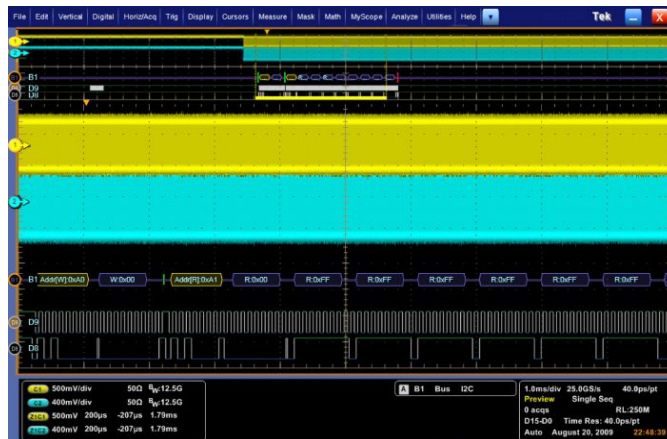 File Edit Vertical Digital Horiz/Acq Trig Display Cursors Measure Mask Math MyScope Analyze Utilities Help Tek X
1
2
B1
D9
D8
1
2
B1 Addr[W]:0xA0 W:0x00 Addr[R]:0xA1 R:0x00 R:0xFF R:0xFF R:0xFF R:0xFF R:0xFF R:0xFF
D9
D8
C1 500mV/div 50Ω BW:12.5G
C2 400mV/div 50Ω BW:12.5G
Z1C1 500mV 200µs -207µs 1.79ms
Z1C2 400mV 200µs -207µs 1.79ms
A B1 Bus I2C
1.0ms/div 25.0GS/s 40.0ps/pt
Preview Single Seq
0 acqs RL:250M
D15-D0 Time Res: 40.0ps/pt
Auto August 20, 2009 22:48:39